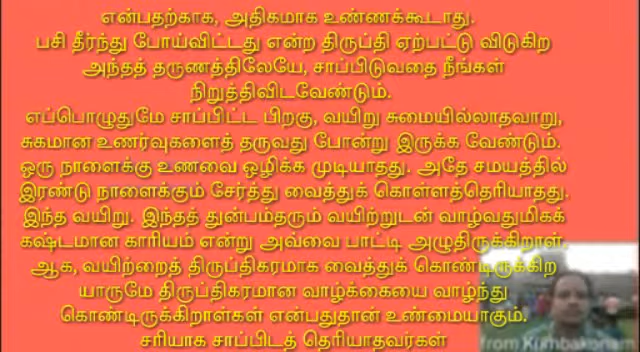 என்பதற்காக, அதிகமாக உண்ணக்கூடாது.
பசி தீர்ந்து போய்விட்டது என்ற திருப்தி ஏற்பட்டு விடுகிற
அந்தத் தருணத்திலேயே, சாப்பிடுவதை நீங்கள்
நிறுத்திவிடவேண்டும்.
எப்பொழுதுமே சாப்பிட்ட பிறகு, வயிறு சுமையில்லாதவாறு,
சுகமான உணர்வுகளைத் தருவது போன்று இருக்க வேண்டும்.
ஒரு நாளைக்கு உணவை ஒழிக்க முடியாதது. அதே சமயத்தில்
இரண்டு நாளைக்கும் சேர்த்து வைத்துக் கொள்ளத்தெரியாதது.
இந்த வயிறு. இந்தத் துன்பம்தரும் வயிற்றுடன் வாழ்வதுமிகக்
கஷ்டமான காரியம் என்று அவ்வை பாட்டி அழுதிருக்கிறாள்.
ஆக, வயிற்றைத் திருப்திகரமாக வைத்துக் கொண்டிருக்கிற
யாருமே திருப்திகரமான வாழ்க்கையை வாழ்ந்து
கொண்டிருக்கிறாள்கள் என்பதுதான் உண்மையாகும்.
சரியாக சாப்பிடத் தெரியாதவர்கள்
from Kumbakonam